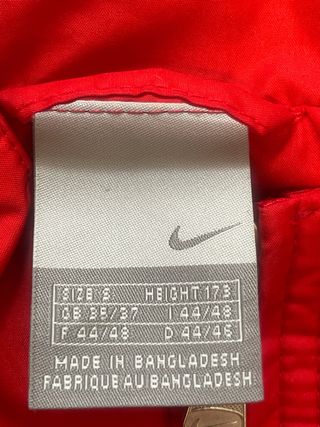 SIZE S HEIGHT 173
GB 35/37 I 44/48
F 44/48 D 44/46
MADE IN BANGLADESH
FABRIQUE AU BANGLADESH